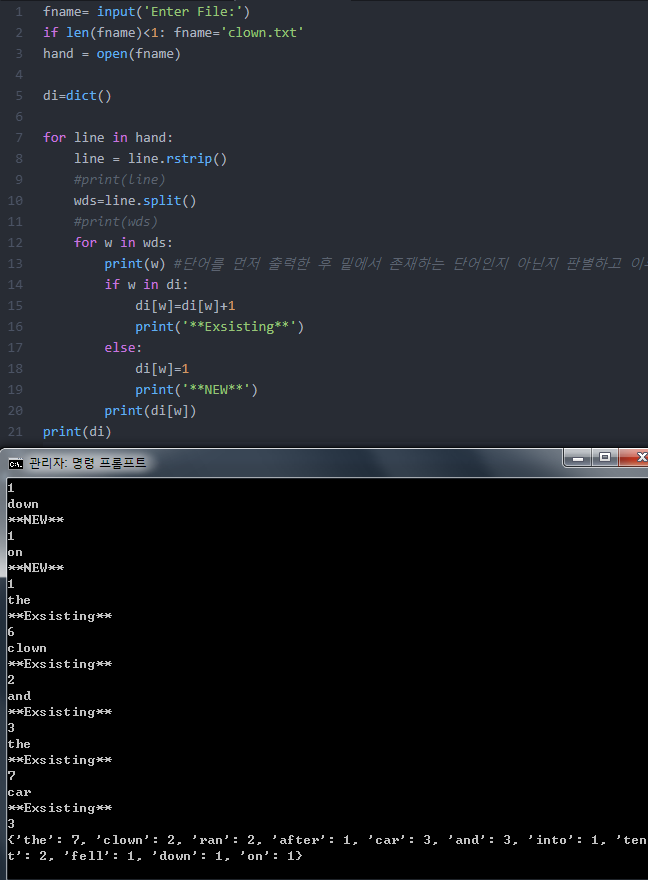 1 fname= input('Enter File:')
2 if len(fname)<1: fname='clown.txt'
3 hand = open(fname)
4
5 di=dict()
6
7 for line in hand:
8 line = line.rstrip()
9 #print(line)
10 wds=line.split()
11 #print(wds)
12 for w in wds:
13 print(w) #단어를 먼저 출력한 후 밑에서 존재하는 단어인지 아닌지 판별하고
14 if w in di:
15 di[w]=di[w]+1
16 print('**Exsisting**')
17 else:
18 di[w]=1
19 print('**NEW**')
20 print(di[w])
21 print(di)
관리자: 명령 프롬프트
1
down
**NEW**
1
on
**NEW**
1
the
**Exsisting**
6
clown
**Exsisting**
2
and
**Exsisting**
3
the
**Exsisting**
7
car
**Exsisting**
3
{'the': 7, 'clown': 2, 'ran': 2, 'after': 1, 'car': 3, 'and': 3, 'into': 1, 'ten
t': 2, 'fell': 1, 'down': 1, 'on': 1}